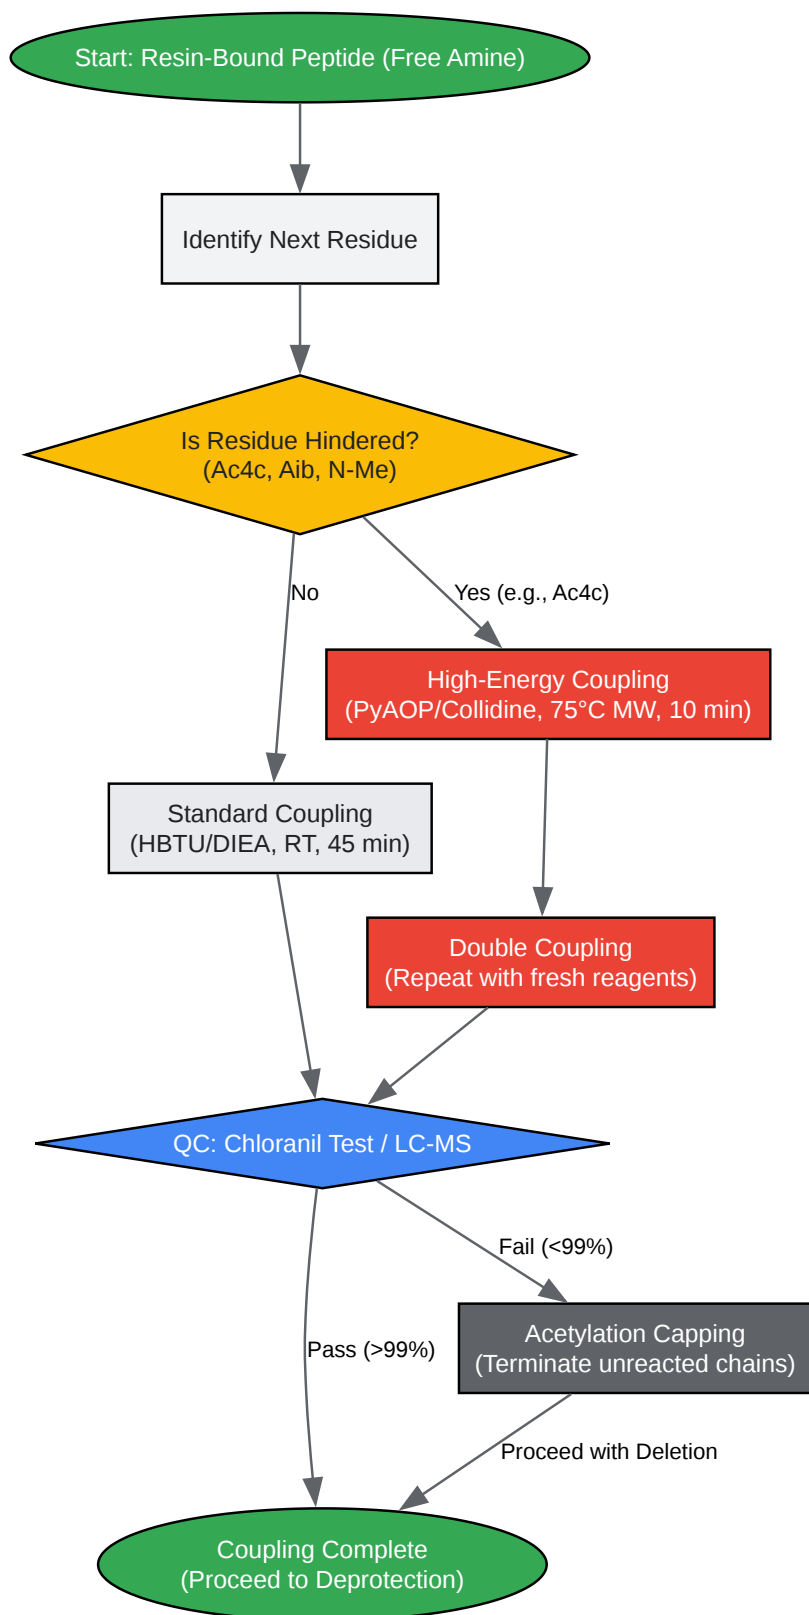 Start: Resin-Bound Peptide (Free Amine)
Identify Next Residue
Is Residue Hindered?
(Ac4c, Aib, N-Me)
No
Yes (e.g., Ac4c)
High-Energy Coupling
(PyAOP/Collidine, 75°C MW, 10 min)
Standard Coupling
(HBTU/DIEA, RT, 45 min)
Double Coupling
(Repeat with fresh reagents)
QC: Chloranil Test / LC-MS
Fail (<99%)
Acetylation Capping
(Terminate unreacted chains)
Pass (>99%)
Proceed with Deletion
Coupling Complete
(Proceed to Deprotection)